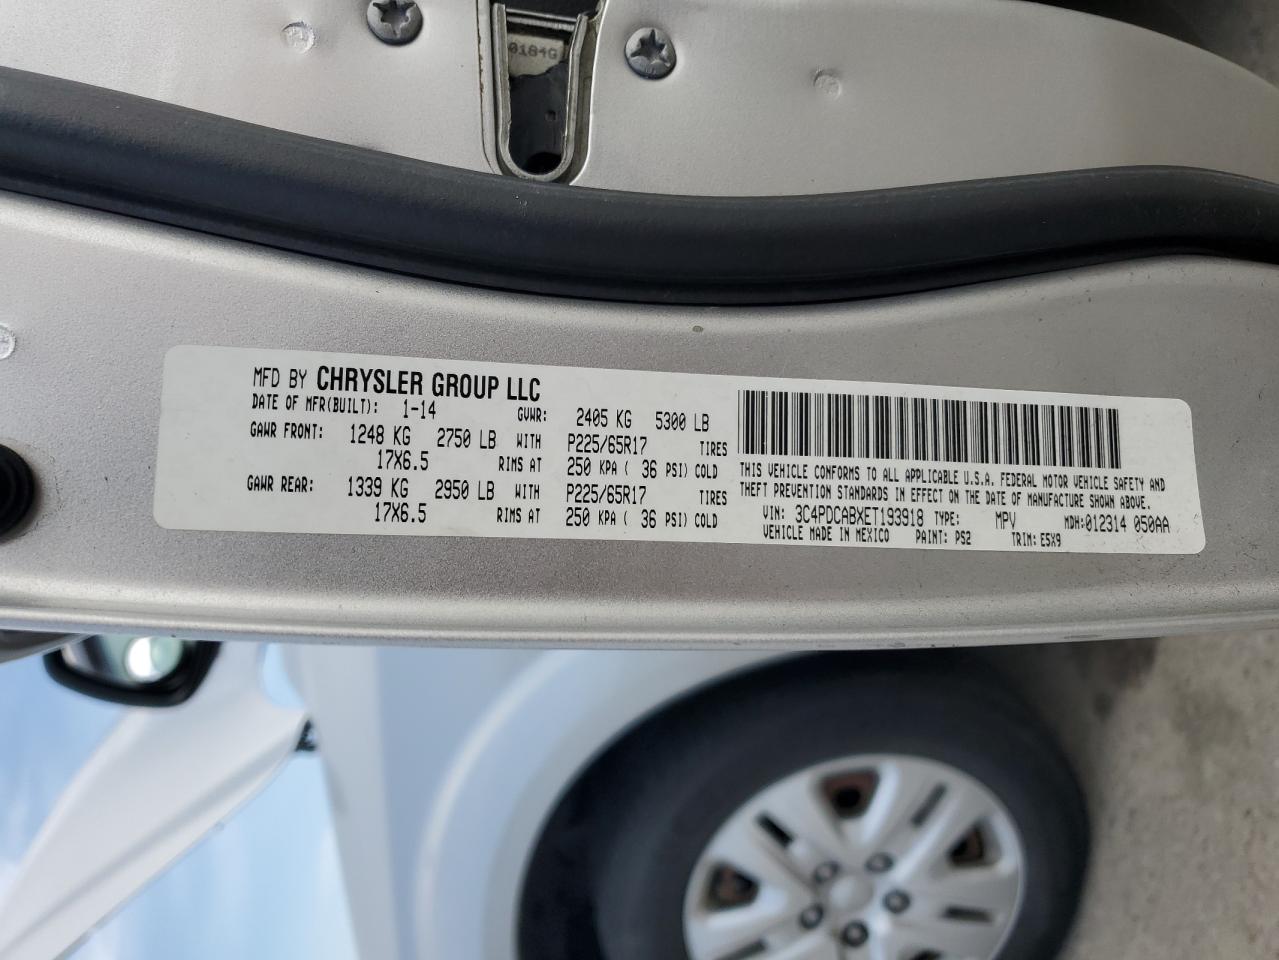 0184G
MFD BY CHRYSLER GROUP LLC
DATE OF MFR(BUILT): 1-14 GVWR: 2405 KG 5300 LB
GAWR FRONT: 1248 KG 2750 LB WITH P225/65R17 TIRES
17X6.5 RIMS AT 250 KPA ( 36 PSI) COLD
GAWR REAR: 1339 KG 2950 LB WITH P225/65R17 TIRES
17X6.5 RIMS AT 250 KPA ( 36 PSI) COLD
THIS VEHICLE CONFORMS TO ALL APPLICABLE U.S.A. FEDERAL MOTOR VEHICLE SAFETY AND
THEFT PREVENTION STANDARDS IN EFFECT ON THE DATE OF MANUFACTURE SHOWN ABOVE.
VIN: 3C4PDCABXET193918 TYPE: MPV MDH:012314 050AA
VEHICLE MADE IN MEXICO PAINT: PS2 TRIM: E5X9